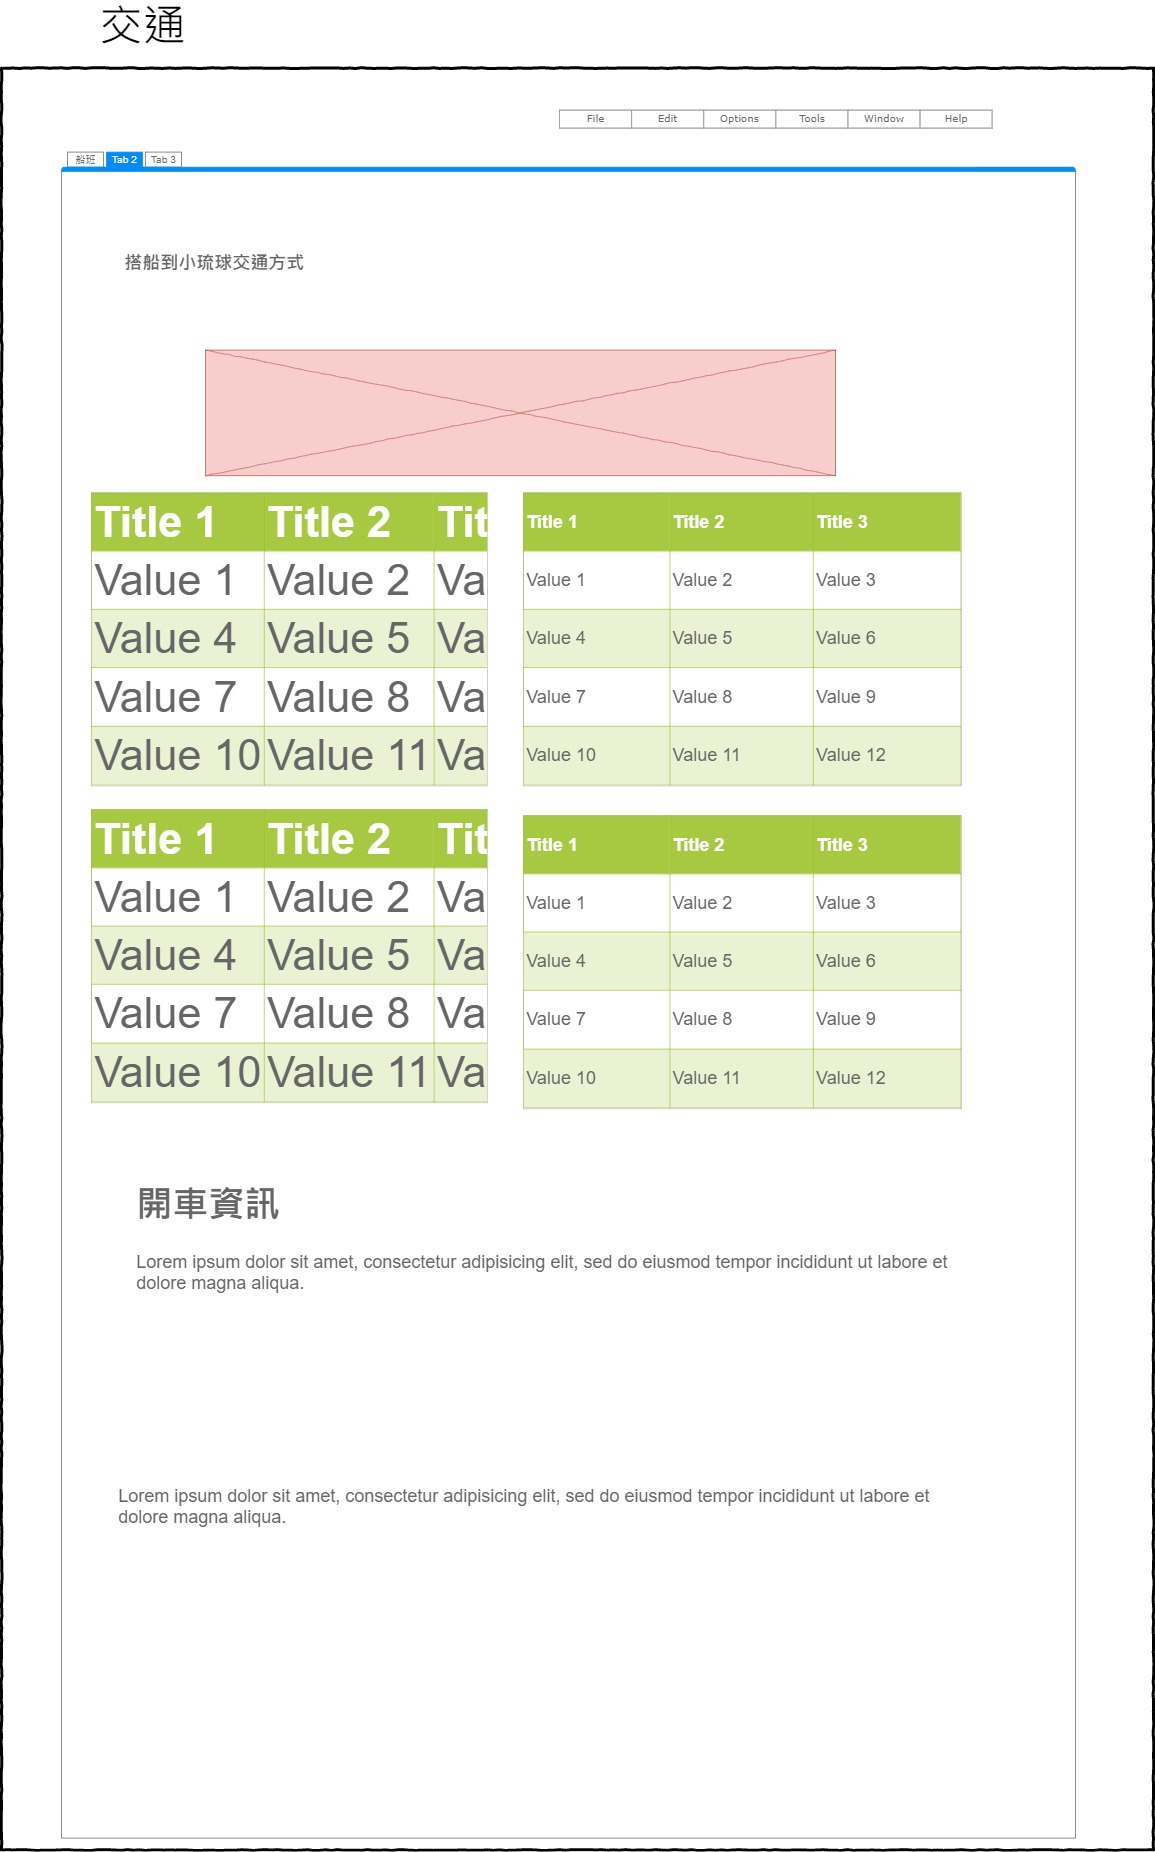 交通
File Edit Options Tools Window Help
船班 Tab 2 Tab 3
搭船到小琉球交通方式
Title 1 Title 2 Tit
Value 1 Value 2 Va
Value 4 Value 5 Va
Value 7 Value 8 Va
Value 10 Value 11 Va
Title 1 Title 2 Title 3
Value 1 Value 2 Value 3
Value 4 Value 5 Value 6
Value 7 Value 8 Value 9
Value 10 Value 11 Value 12
Title 1 Title 2 Tit
Value 1 Value 2 Va
Value 4 Value 5 Va
Value 7 Value 8 Va
Value 10 Value 11 Va
Title 1 Title 2 Title 3
Value 1 Value 2 Value 3
Value 4 Value 5 Value 6
Value 7 Value 8 Value 9
Value 10 Value 11 Value 12
開車資訊
Lorem ipsum dolor sit amet, consectetur adipisicing elit, sed do eiusmod tempor incididunt ut labore et
dolore magna aliqua.
Lorem ipsum dolor sit amet, consectetur adipisicing elit, sed do eiusmod tempor incididunt ut labore et
dolore magna aliqua.